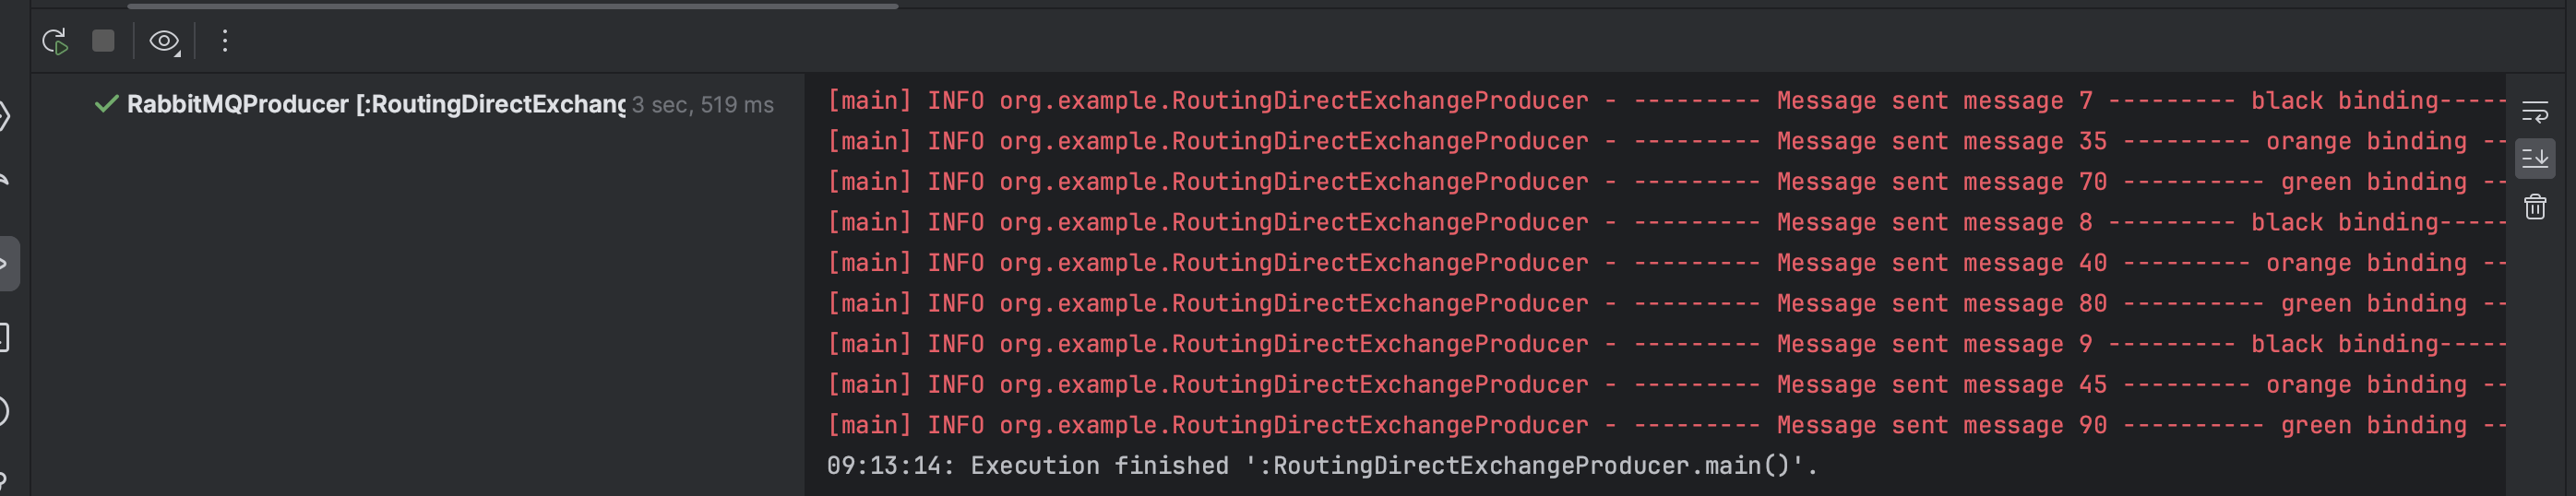 RabbitMQProducer [:RoutingDirectExchang 3 sec, 519 ms
[main] INFO org.example.RoutingDirectExchangeProducer - --------- Message sent message 7 --------- black binding-----
[main] INFO org.example.RoutingDirectExchangeProducer - --------- Message sent message 35 --------- orange binding --
[main] INFO org.example.RoutingDirectExchangeProducer - --------- Message sent message 70 ---------- green binding --
[main] INFO org.example.RoutingDirectExchangeProducer - --------- Message sent message 8 --------- black binding-----
[main] INFO org.example.RoutingDirectExchangeProducer - --------- Message sent message 40 --------- orange binding --
[main] INFO org.example.RoutingDirectExchangeProducer - --------- Message sent message 80 ---------- green binding --
[main] INFO org.example.RoutingDirectExchangeProducer - --------- Message sent message 9 --------- black binding-----
[main] INFO org.example.RoutingDirectExchangeProducer - --------- Message sent message 45 --------- orange binding --
[main] INFO org.example.RoutingDirectExchangeProducer - --------- Message sent message 90 ---------- green binding --
09:13:14: Execution finished ':RoutingDirectExchangeProducer.main()'.